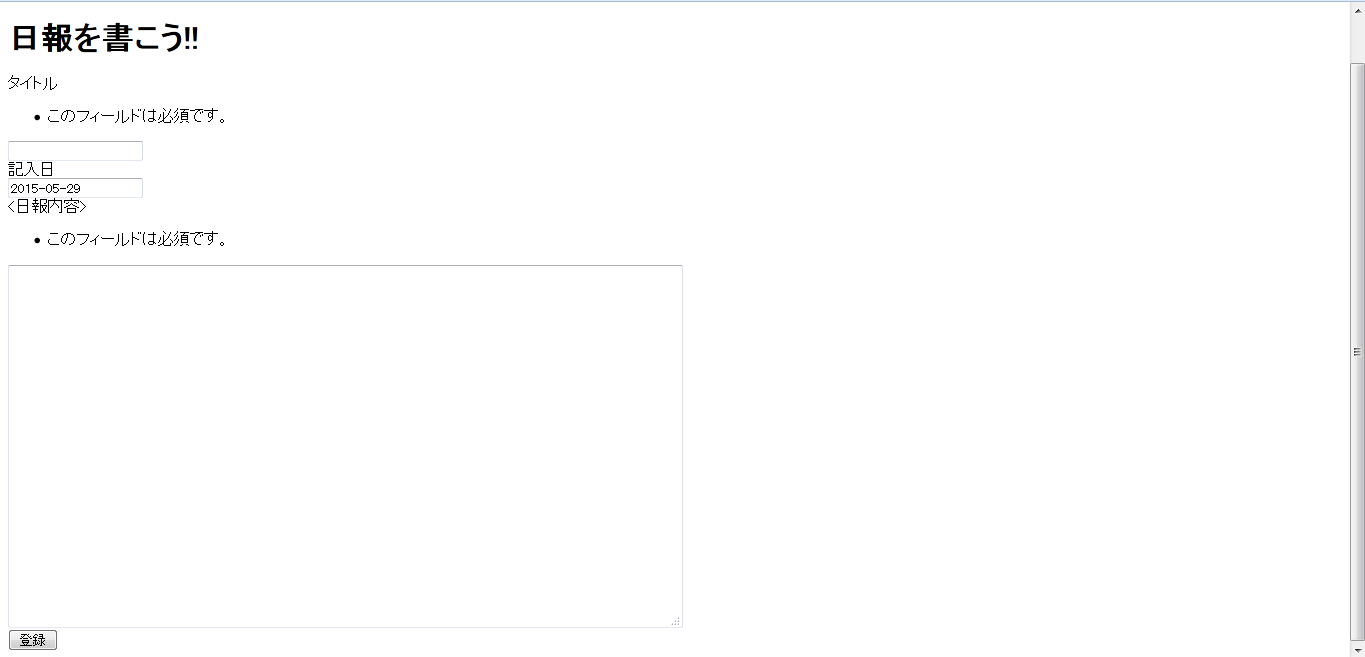 日報を書こう!!
タイトル
• このフィールドは必須です。
記入日
2015-05-29
<日報内容>
• このフィールドは必須です。
登録